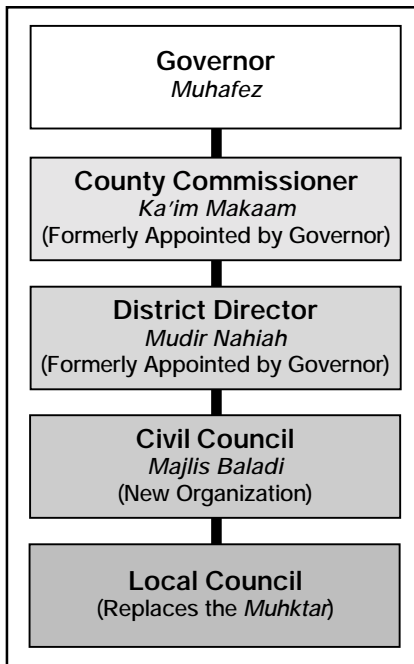 Governor
Muhafez
County Commissioner
Ka'im Makaam
(Formerly Appointed by Governor)
District Director
Mudir Nahiah
(Formerly Appointed by Governor)
Civil Council
Majlis Baladi
(New Organization)
Local Council
(Replaces the Muhktar)